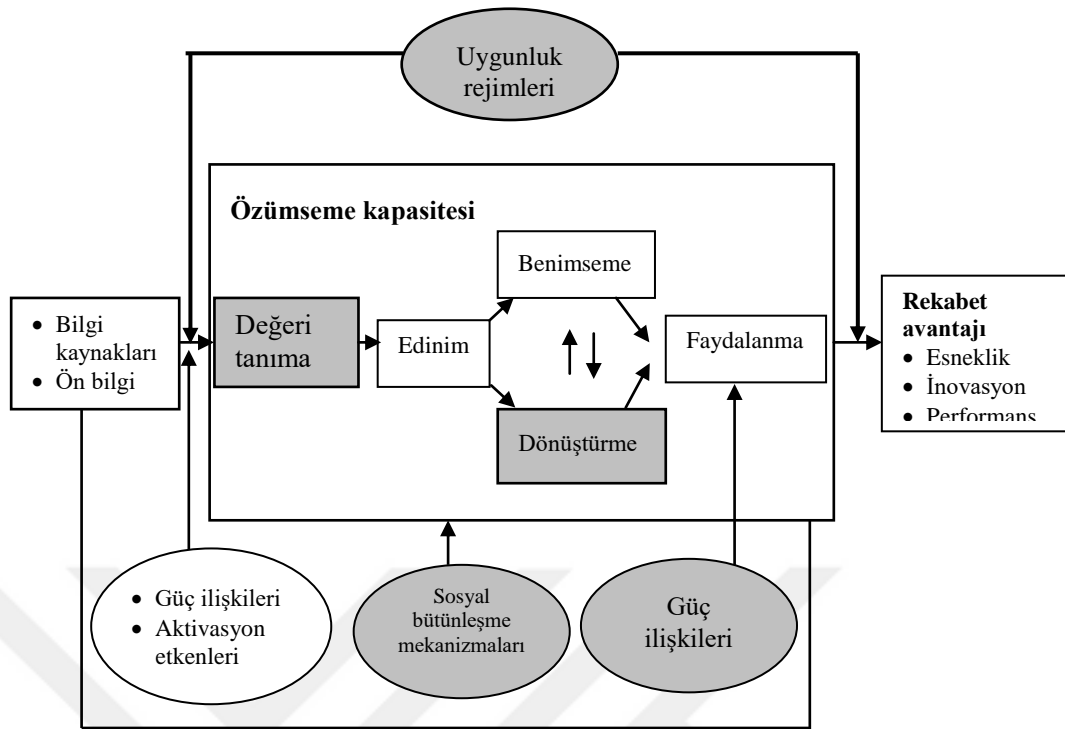 Uygunluk
rejimleri
Özümseme kapasitesi
Benimseme
• Bilgi
kaynakları
• Ön bilgi
Değeri
tanıma
Edinim
Faydalanma
Rekabet
avantajı
• Esneklik
• İnovasyon
• Performans
Dönüştürme
• Güç ilişkileri
• Aktivasyon
etkenleri
Sosyal
bütünleşme
mekanizmaları
Güç
ilişkileri